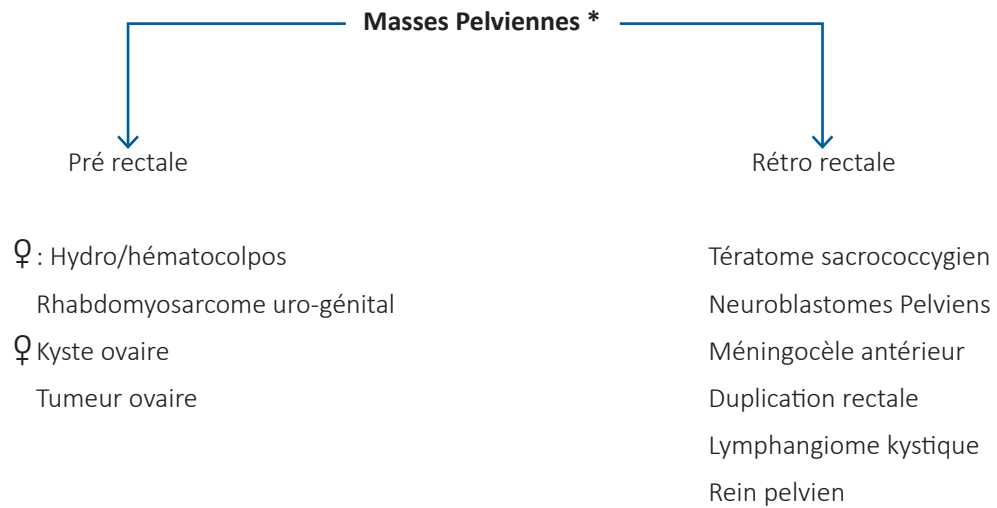 Masses Pelviennes *
Pré rectale
♀ : Hydro/hématocolpos
Rhabdomyosarcome uro-génital
♀ Kyste ovaire
Tumeur ovaire
Rétro rectale
Tératome sacrococcygien
Neuroblastomes Pelviens
Méningocèle antérieur
Duplication rectale
Lymphangiome kystique
Rein pelvien